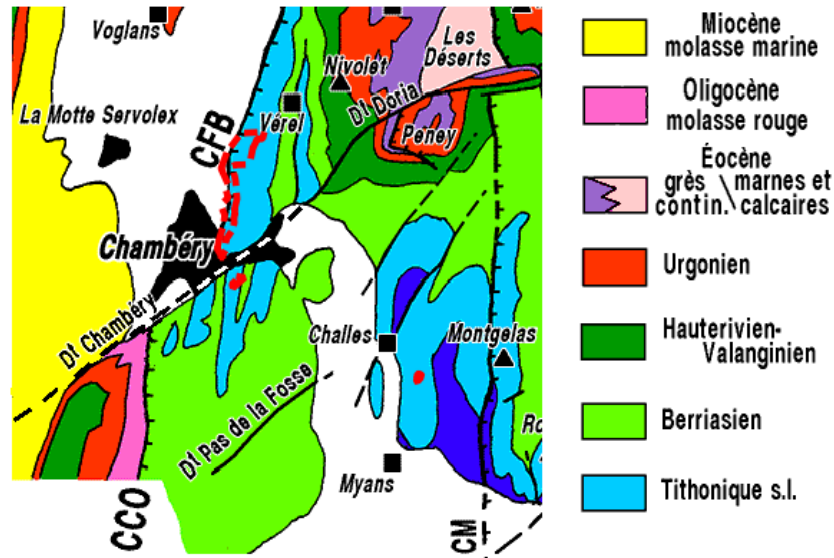 Voglans
Les
Déserts
Nivolet
La Motte Servolex
CFB
Vérel
Dt Doria
Peney
Chambéry
Dt Chambéry
Challes
Montgelas
Dt Pas de la Fosse
Ro
Myans
CCO
CM
Miocène
molasse marine
Oligocène
molasse rouge
Éocène
grès \ marnes et
contin. \ calcaires
Urgonien
Hauterivien-
Valanginien
Berriasien
Tithonique s.l.